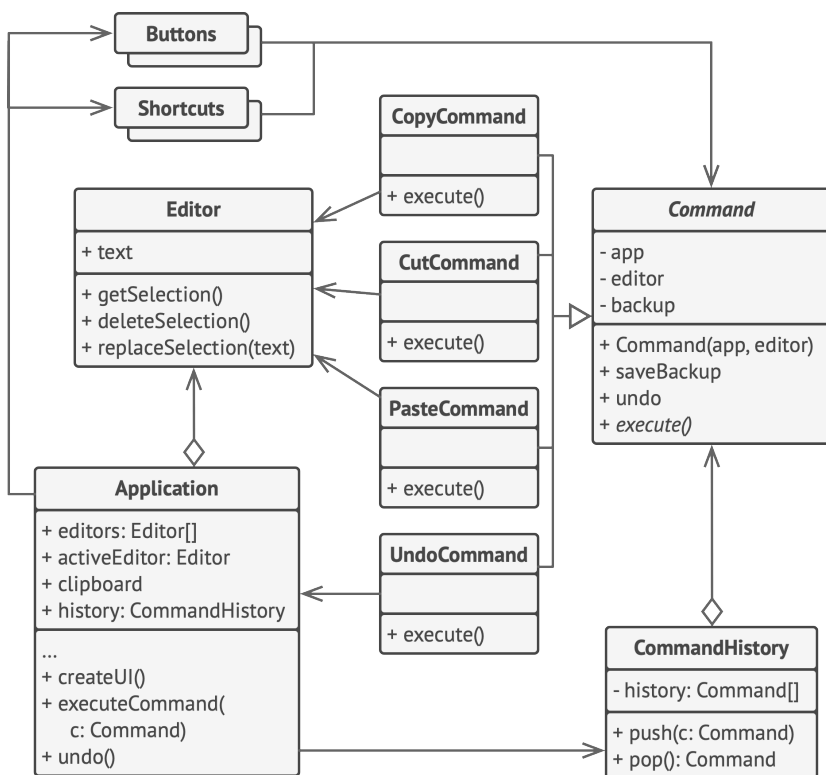 Buttons
Shortcuts
CopyCommand
+ execute()
Editor
+ text
+ getSelection()
+ deleteSelection()
+ replaceSelection(text)
CutCommand
+ execute()
Command
- app
- editor
- backup
+ Command(app, editor)
+ saveBackup
+ undo
+ execute()
PasteCommand
+ execute()
Application
+ editors: Editor[]
+ activeEditor: Editor
+ clipboard
+ history: CommandHistory
...
+ createUI()
+ executeCommand(
c: Command)
+ undo()
UndoCommand
+ execute()
CommandHistory
- history: Command[]
+ push(c: Command)
+ pop(): Command